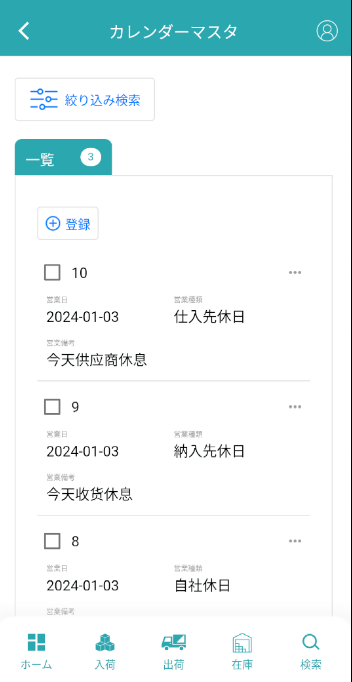 カレンダーマスタ
絞り込み検索
一覧 3
登録
10
営業日 営業種類
2024-01-03 仕入先休日
営業備考
今天供应商休息
9
営業日 営業種類
2024-01-03 納入先休日
営業備考
今天收货休息
8
営業日 営業種類
2024-01-03 自社休日
営業備考
ホーム 入荷 出荷 在庫 検索